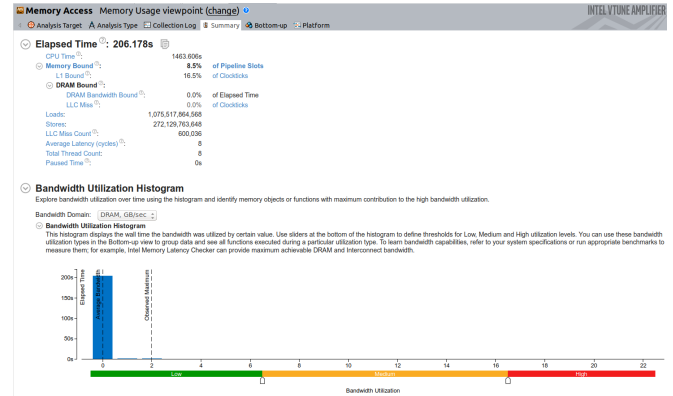 Memory Access Memory Usage viewpoint (change) ?
INTEL VTUNE AMPLIFIER
Analysis Target Analysis Type Collection Log Summary Bottom-up Platform
Elapsed Time ?: 206.178s
CPU Time ?: 1463.606s
Memory Bound ?: 8.5% of Pipeline Slots
L1 Bound ?: 16.5% of Clockticks
DRAM Bound ?:
DRAM Bandwidth Bound ?: 0.0% of Elapsed Time
LLC Miss ?: 0.0% of Clockticks
Loads: 1,075,517,864,568
Stores: 272,129,763,648
LLC Miss Count ?: 600,036
Average Latency (cycles) ?: 8
Total Thread Count: 8
Paused Time ?: 0s
Bandwidth Utilization Histogram
Explore bandwidth utilization over time using the histogram and identify memory objects or functions with maximum contribution to the high bandwidth utilization.
Bandwidth Domain: DRAM, GB/sec
Bandwidth Utilization Histogram
This histogram displays the wall time the bandwidth was utilized by certain value. Use sliders at the bottom of the histogram to define thresholds for Low, Medium and High utilization levels. You can use these bandwidth
utilization types in the Bottom-up view to group data and see all functions executed during a particular utilization type. To learn bandwidth capabilities, refer to your system specifications or run appropriate benchmarks to
measure them; for example, Intel Memory Latency Checker can provide maximum achievable DRAM and Interconnect bandwidth.
Elapsed Time
Average Bandwidth
Observed Maximum
200s
150s
100s
50s
0s
0 2 4 6 8 10 12 14 16 18 20 22
Low Medium High
Bandwidth Utilization